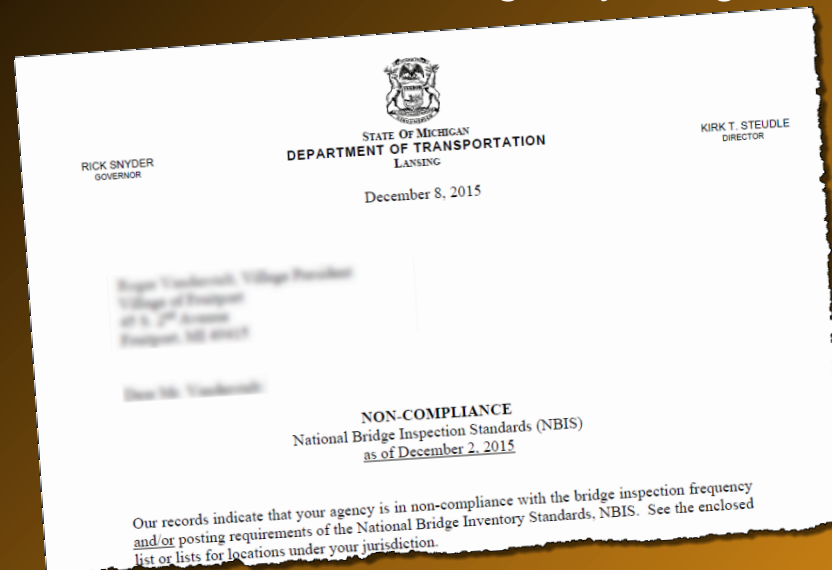 STATE OF MICHIGAN
DEPARTMENT OF TRANSPORTATION
LANSING
RICK SNYDER
GOVERNOR
KIRK T. STEUDLE
DIRECTOR
December 8, 2015
NON-COMPLIANCE
National Bridge Inspection Standards (NBIS)
as of December 2, 2015
Our records indicate that your agency is in non-compliance with the bridge inspection frequency
and/or posting requirements of the National Bridge Inventory Standards, NBIS. See the enclosed
list or lists for locations under your jurisdiction.